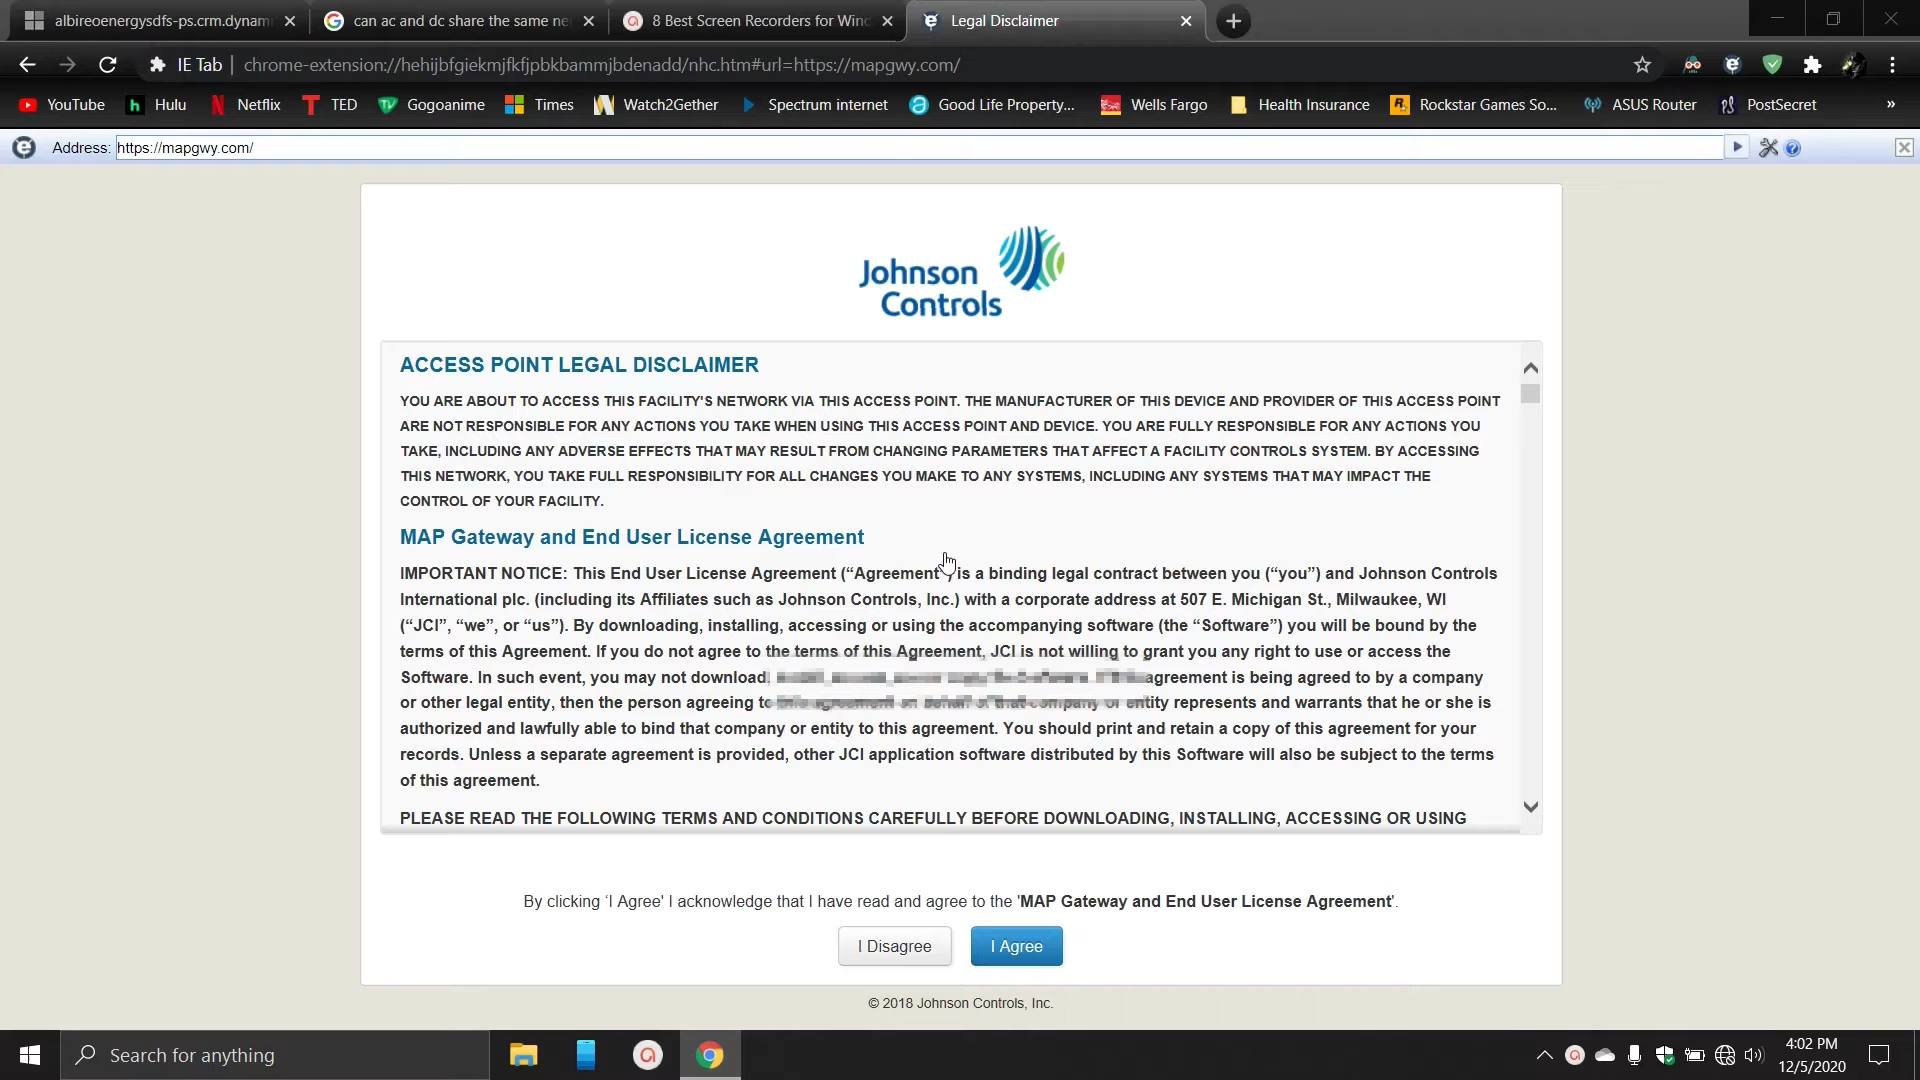 albireoenergysdfs-ps.crm.dynam
can ac and dc share the same ne
8 Best Screen Recorders for Wind
Legal Disclaimer
IE Tab
chrome-extension://hehijbfgiekmjfkfjpbkbammjbdenadd/nhc.htm#url=https://mapgwy.com/
YouTube
Hulu
Netflix
TED
Gogoanime
Times
Watch2Gether
Spectrum internet
Good Life Property...
Wells Fargo
Health Insurance
Rockstar Games So...
ASUS Router
PostSecret
»
Address: https://mapgwy.com/
Johnson
Controls
ACCESS POINT LEGAL DISCLAIMER
YOU ARE ABOUT TO ACCESS THIS FACILITY'S NETWORK VIA THIS ACCESS POINT. THE MANUFACTURER OF THIS DEVICE AND PROVIDER OF THIS ACCESS POINT
ARE NOT RESPONSIBLE FOR ANY ACTIONS YOU TAKE WHEN USING THIS ACCESS POINT AND DEVICE. YOU ARE FULLY RESPONSIBLE FOR ANY ACTIONS YOU
TAKE, INCLUDING ANY ADVERSE EFFECTS THAT MAY RESULT FROM CHANGING PARAMETERS THAT AFFECT A FACILITY CONTROLS SYSTEM. BY ACCESSING
THIS NETWORK, YOU TAKE FULL RESPONSIBILITY FOR ALL CHANGES YOU MAKE TO ANY SYSTEMS, INCLUDING ANY SYSTEMS THAT MAY IMPACT THE
CONTROL OF YOUR FACILITY.
MAP Gateway and End User License Agreement
IMPORTANT NOTICE: This End User License Agreement (“Agreement”) is a binding legal contract between you (“you”) and Johnson Controls
International plc. (including its Affiliates such as Johnson Controls, Inc.) with a corporate address at 507 E. Michigan St., Milwaukee, WI
(“JCI”, “we”, or “us”). By downloading, installing, accessing or using the accompanying software (the “Software”) you will be bound by the
terms of this Agreement. If you do not agree to the terms of this Agreement, JCI is not willing to grant you any right to use or access the
Software. In such event, you may not download, agreement is being agreed to by a company
or other legal entity, then the person agreeing to this agreement on behalf of that company or entity represents and warrants that he or she is
authorized and lawfully able to bind that company or entity to this agreement. You should print and retain a copy of this agreement for your
records. Unless a separate agreement is provided, other JCI application software distributed by this Software will also be subject to the terms
of this agreement.
PLEASE READ THE FOLLOWING TERMS AND CONDITIONS CAREFULLY BEFORE DOWNLOADING, INSTALLING, ACCESSING OR USING
By clicking ‘I Agree' I acknowledge that I have read and agree to the 'MAP Gateway and End User License Agreement'.
I Disagree
I Agree
© 2018 Johnson Controls, Inc.
Search for anything
4:02 PM
12/5/2020